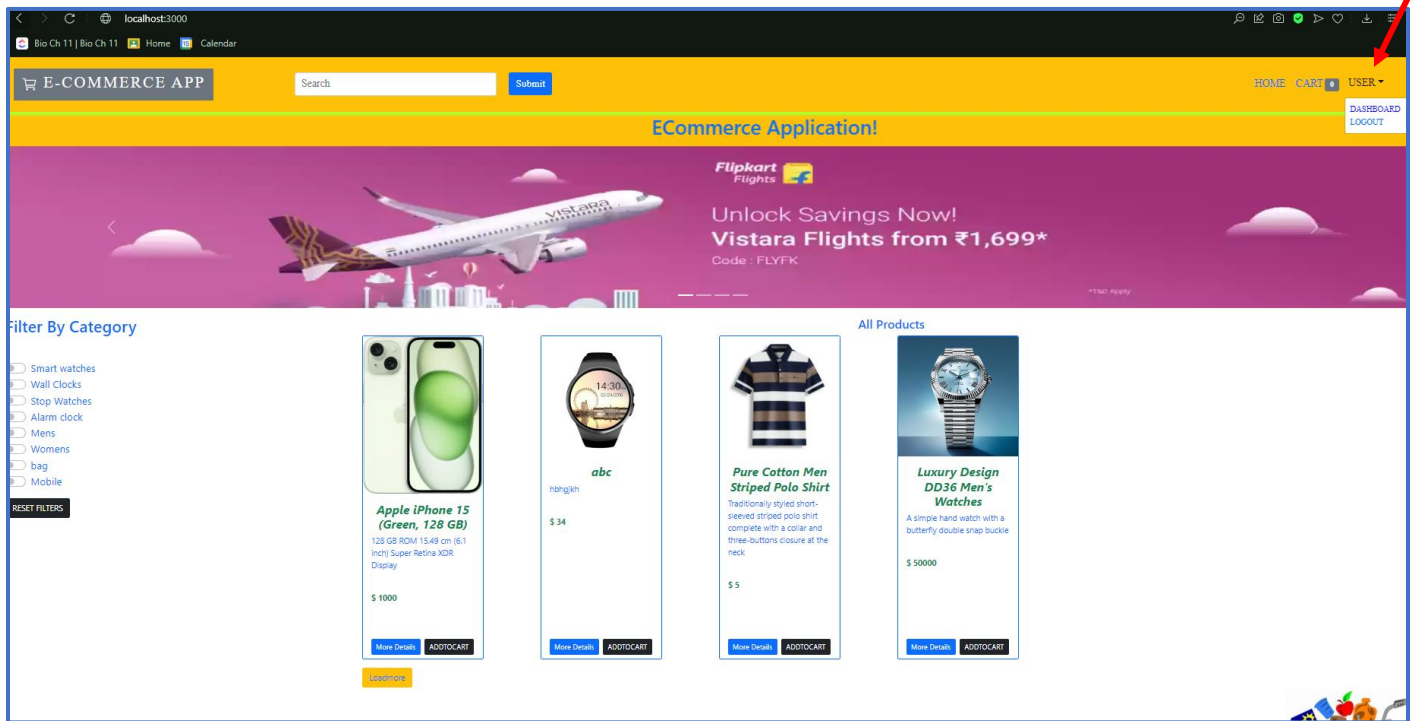 localhost:3000
Bio Ch 11 | Bio Ch 11 Home Calendar
E-COMMERCE APP Search Submit HOME CART 0 USER
DASHBOARD
LOGOUT
ECommerce Application!
Flipkart
Flights
VISTARA
Unlock Savings Now!
Vistara Flights from ₹1,699*
Code : FLYFK
*T&C Apply
Filter By Category
All Products
Smart watches
Wall Clocks
Stop Watches
Alarm clock
Mens
Womens
bag
Mobile
RESET FILTERS
Apple iPhone 15
(Green, 128 GB)
128 GB ROM 15.49 cm (6.1
inch) Super Retina XDR
Display
$ 1000
More Details ADDTOCART
14:30
abc
hbhgjkh
$ 34
More Details ADDTOCART
Pure Cotton Men
Striped Polo Shirt
Traditionally styled short-
sleeved striped polo shirt
complete with a collar and
three-buttons closure at the
neck
$ 5
More Details ADDTOCART
Luxury Design
DD36 Men's
Watches
A simple hand watch with a
butterfly double snap buckle
$ 50000
More Details ADDTOCART
Loadmore